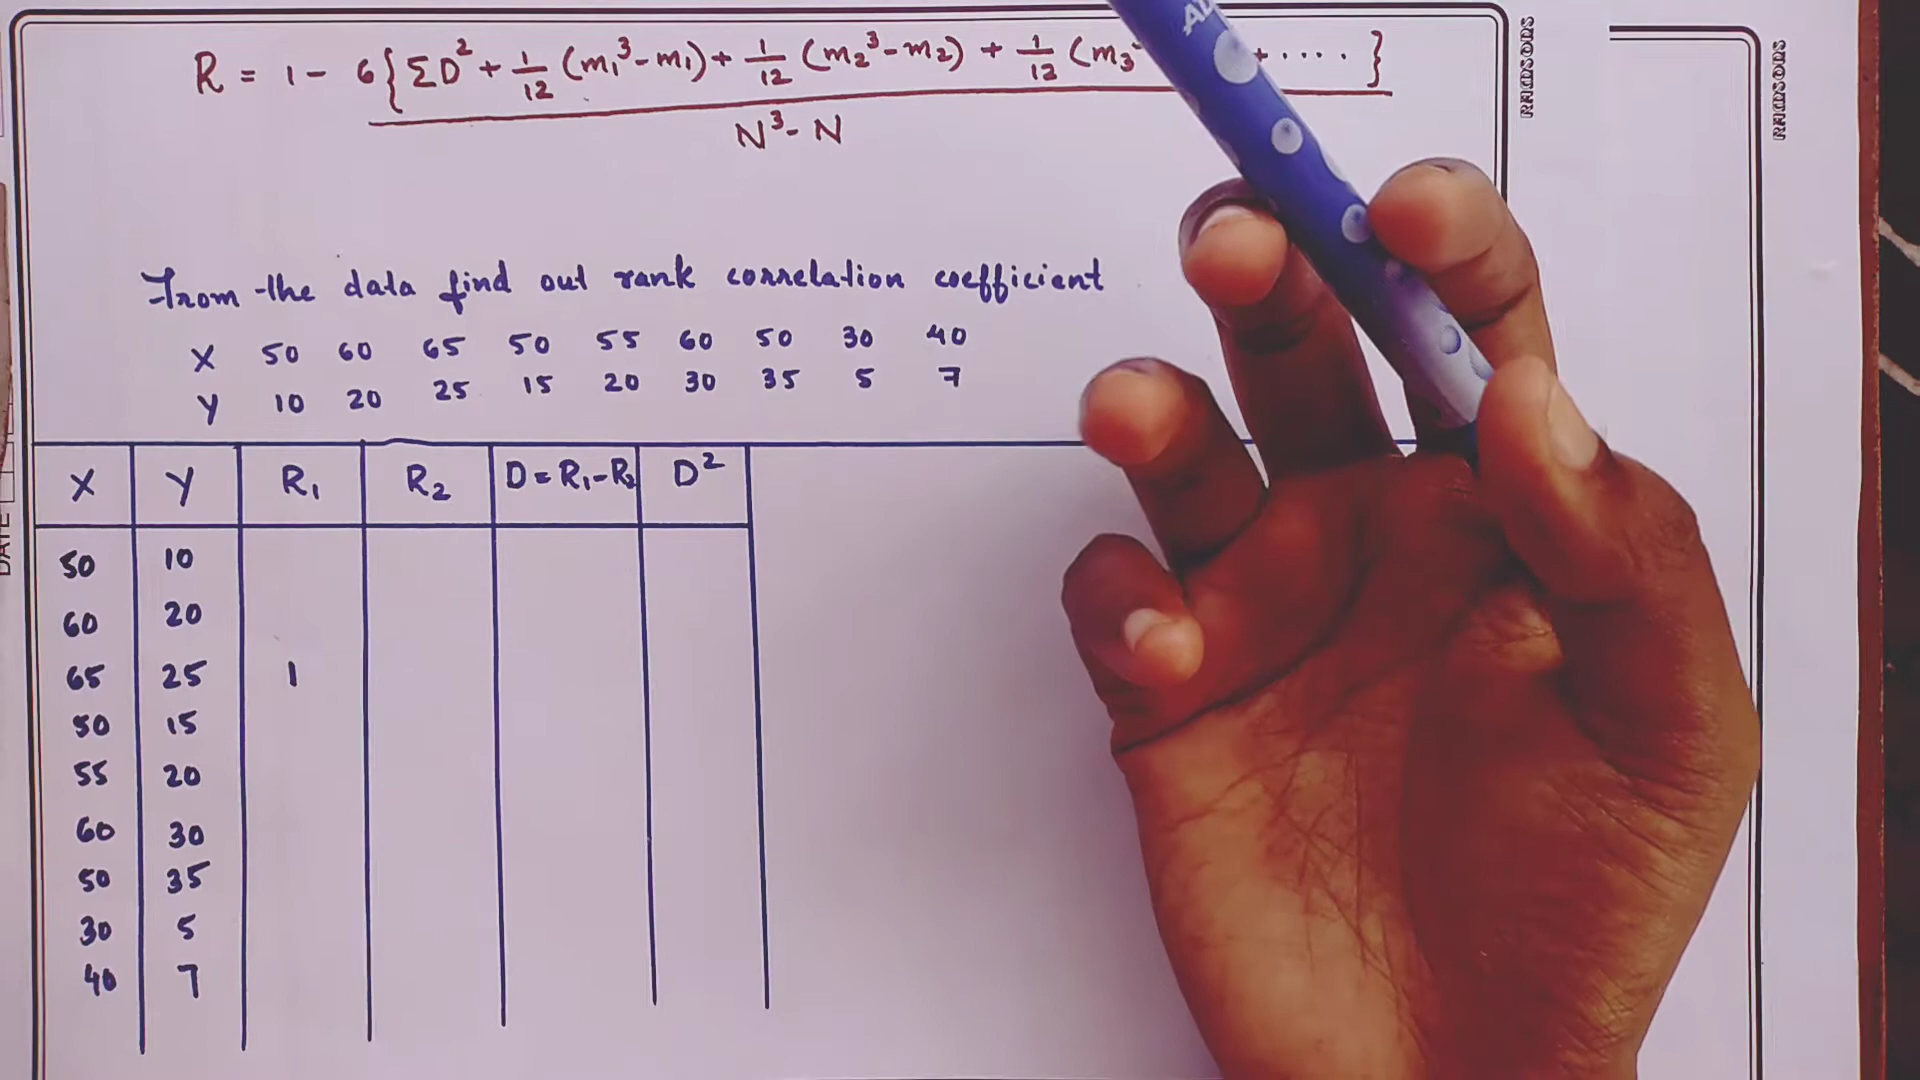 R = 1 - 6{ΣD² + 1/12 (m₁³-m₁) + 1/12 (m₂³-m₂) + 1/12 (m₃ + ....}
N³ - N
From the data find out rank correlation coefficient
X 50 60 65 50 55 60 50 30 40
Y 10 20 25 15 20 30 35 5 7
X Y R₁ R₂ D = R₁-R₂ D²
50 10
60 20
65 25 1
50 15
55 20
60 30
50 35
30 5
40 7
RAIDSONS
RAIDSONS
DATE